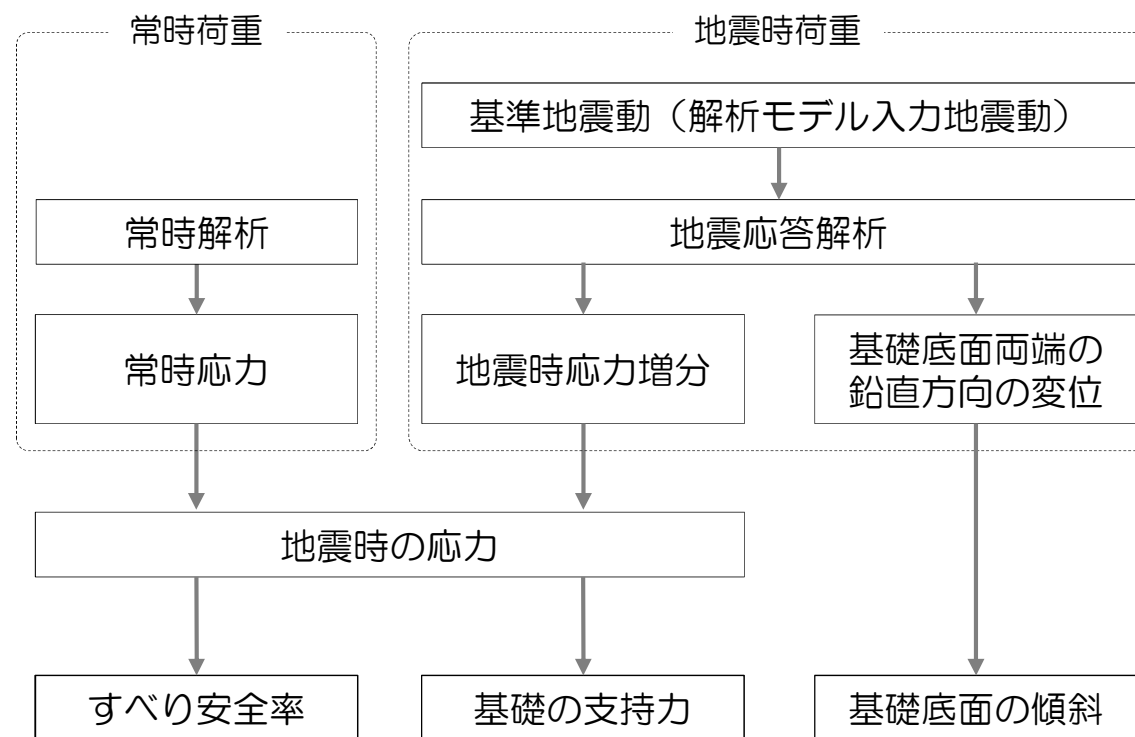 常時荷重
地震時荷重
基準地震動（解析モデル入力地震動）
常時解析
地震応答解析
常時応力
地震時応力増分
基礎底面両端の
鉛直方向の変位
地震時の応力
すべり安全率
基礎の支持力
基礎底面の傾斜